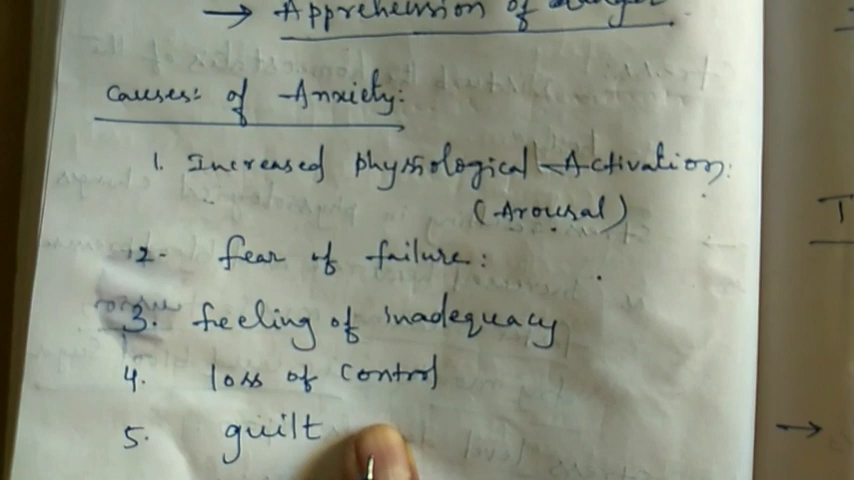 → Apprehension of danger
Causes: of Anxiety:
1. Increased physiological Activation:
(Arousal)
2. fear of failure:
3. feeling of inadequacy
4. loss of control
5. guilt
T
→